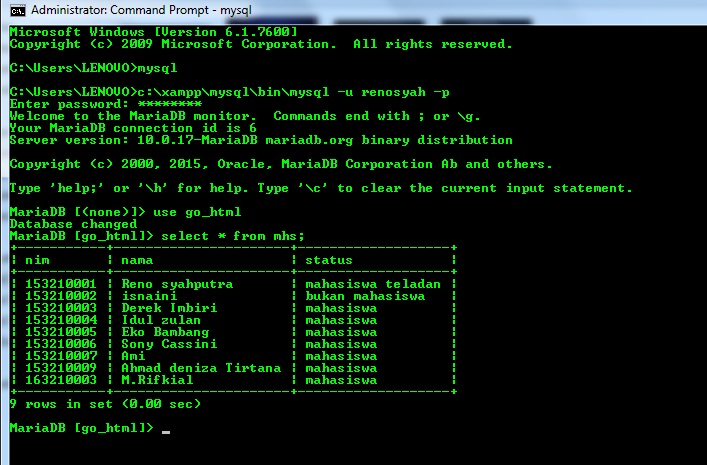 Administrator: Command Prompt - mysql
Microsoft Windows [Version 6.1.7600]
Copyright (c) 2009 Microsoft Corporation.  All rights reserved.
C:\Users\LENOVO>mysql
C:\Users\LENOVO>c:\xampp\mysql\bin\mysql -u renosyah -p
Enter password: ********
Welcome to the MariaDB monitor.  Commands end with ; or \g.
Your MariaDB connection id is 6
Server version: 10.0.17-MariaDB mariadb.org binary distribution
Copyright (c) 2000, 2015, Oracle, MariaDB Corporation Ab and others.
Type 'help;' or '\h' for help. Type '\c' to clear the current input statement.
MariaDB [(none)]> use go_html
Database changed
MariaDB [go_html]> select * from mhs;
+-----------+----------------------+-------------------+
| nim       | nama                 | status            |
+-----------+----------------------+-------------------+
| 153210001 | Reno syahputra       | mahasiswa teladan |
| 153210002 | isnaini              | bukan mahasiswa   |
| 153210003 | Derek Imbiri         | mahasiswa         |
| 153210004 | Idul zulan           | mahasiswa         |
| 153210005 | Eko Bambang          | mahasiswa         |
| 153210006 | Sony Cassini         | mahasiswa         |
| 153210007 | Ami                  | mahasiswa         |
| 153210009 | Ahmad deniza Tirtana | mahasiswa         |
| 163210003 | M.Rifkial            | mahasiswa         |
+-----------+----------------------+-------------------+
9 rows in set (0.00 sec)
MariaDB [go_html]> _